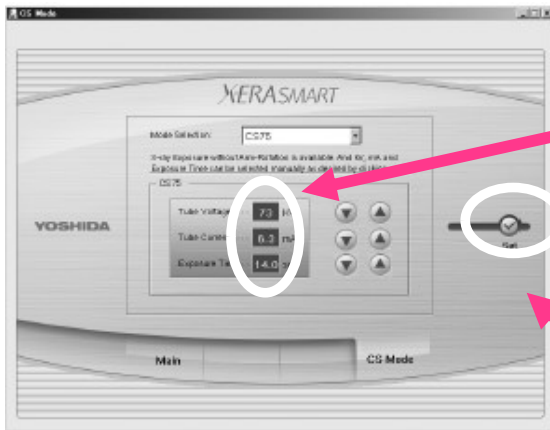 CS Mode
XERASMART
Mode Selection: CS75
X-ray Exposure without Arm-Rotation is available. And kV, mA and
Exposure Time can be selected manually as desired by clicking
CS75
Tube Voltage 73
YOSHIDA
Tube Current 6.3 mA
Set
Exposure 14.0
Main CS Mode